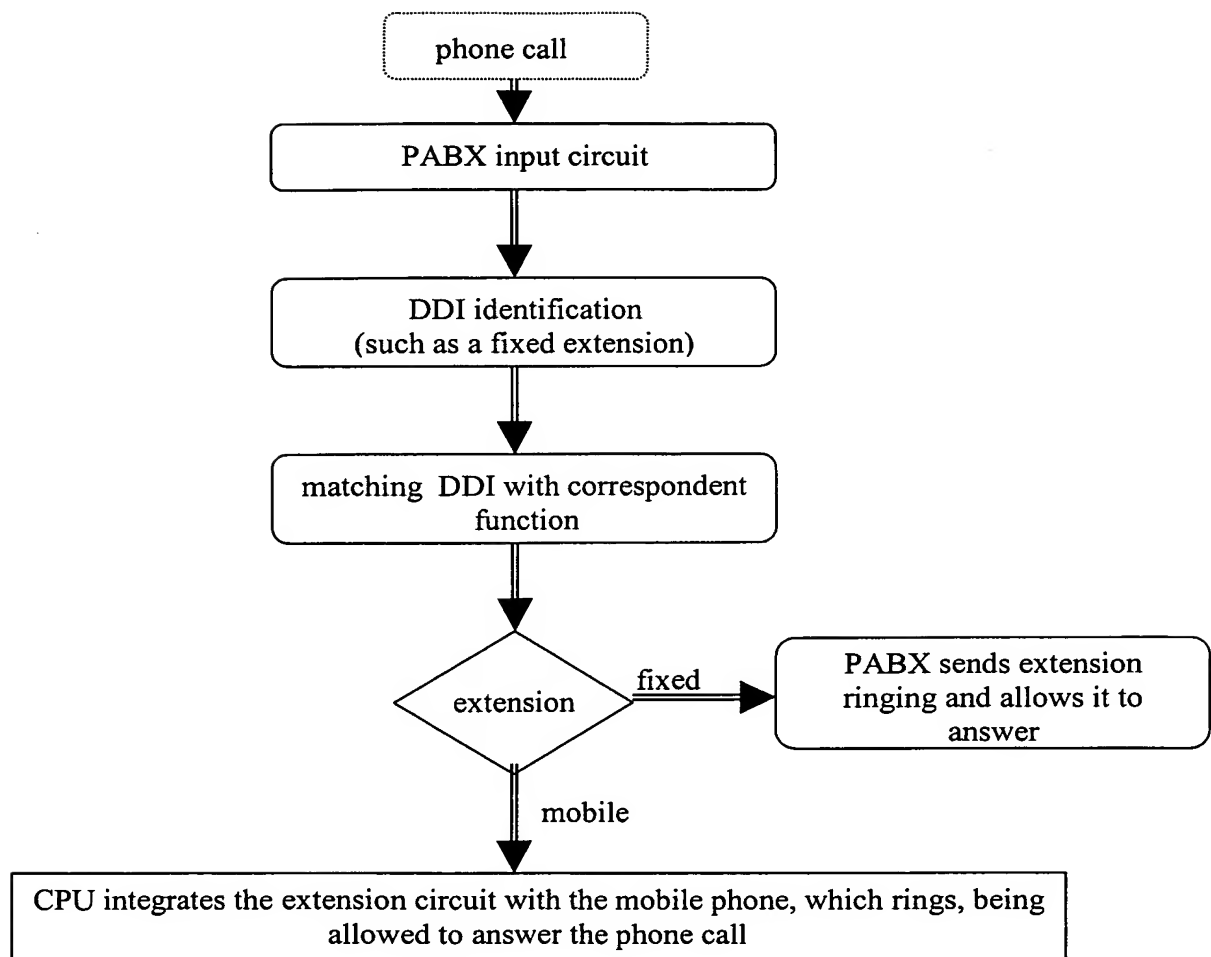 phone call
PABX input circuit
DDI identification
(such as a fixed extension)
matching DDI with correspondent
function
extension
fixed
PABX sends extension
ringing and allows it to
answer
mobile
CPU integrates the extension circuit with the mobile phone, which rings, being
allowed to answer the phone call